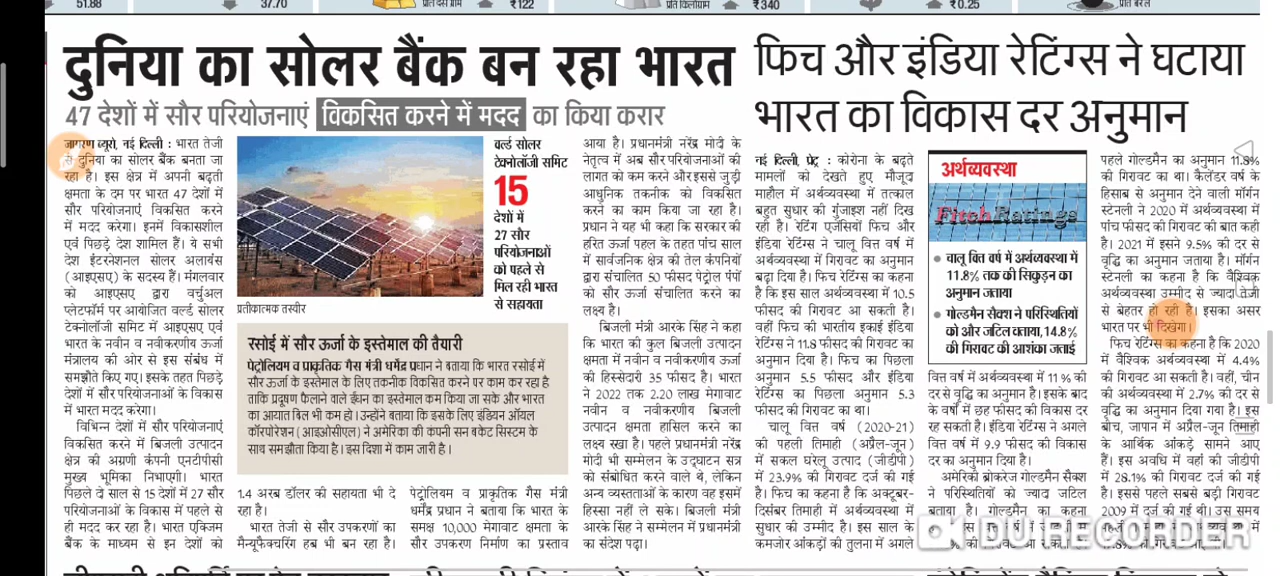 51.88
37.70
प्रति दस ग्राम
₹122
प्रति किलोग्राम
₹340
₹0.25
प्रति बैरल
दुनिया का सोलर बैंक बन रहा भारत
47 देशों में सौर परियोजनाएं विकसित करने में मदद का किया करार
जागरण ब्यूरो, नई दिल्ली : भारत तेजी
से दुनिया का सोलर बैंक बनता जा
रहा है। इस क्षेत्र में अपनी बढ़ती
क्षमता के दम पर भारत 47 देशों में
सौर परियोजनाएं विकसित करने
में मदद करेगा। इनमें विकासशील
एवं पिछड़े देश शामिल हैं। ये सभी
देश इंटरनेशनल सोलर अलायंस
(आइएसए) के सदस्य हैं। मंगलवार
को आइएसए द्वारा वर्चुअल
प्लेटफॉर्म पर आयोजित वर्ल्ड सोलर
टेक्नोलॉजी समिट में आइएसए एवं
भारत के नवीन व नवीकरणीय ऊर्जा
मंत्रालय की ओर से इस संबंध में
समझौते किए गए। इसके तहत पिछड़े
देशों में सौर परियोजनाओं के विकास
में भारत मदद करेगा।
विभिन्न देशों में सौर परियोजनाएं
विकसित करने में बिजली उत्पादन
क्षेत्र की अग्रणी कंपनी एनटीपीसी
मुख्य भूमिका निभाएगी। भारत
पिछले दो साल से 15 देशों में 27 सौर
परियोजनाओं के विकास में पहले से
ही मदद कर रहा है। भारत एक्जिम
बैंक के माध्यम से इन देशों को
प्रतीकात्मक तस्वीर
वर्ल्ड सोलर
टेक्नोलॉजी समिट
15
देशों में
27 सौर
परियोजनाओं
को पहले से
मिल रही भारत
से सहायता
रसोई में सौर ऊर्जा के इस्तेमाल की तैयारी
पेट्रोलियम व प्राकृतिक गैस मंत्री धर्मेंद्र प्रधान ने बताया कि भारत रसोई में
सौर ऊर्जा के इस्तेमाल के लिए तकनीक विकसित करने पर काम कर रहा है
ताकि प्रदूषण फैलाने वाले ईंधन का इस्तेमाल कम किया जा सके और भारत
का आयात बिल भी कम हो। उन्होंने बताया कि इसके लिए इंडियन ऑयल
कॉरपोरेशन (आइओसीएल) ने अमेरिका की कंपनी सन बकेट सिस्टम के
साथ समझौता किया है। इस दिशा में काम जारी है।
1.4 अरब डॉलर की सहायता भी दे
रहा है।
भारत तेजी से सौर उपकरणों का
मैन्यूफैक्चरिंग हब भी बन रहा है।
पेट्रोलियम व प्राकृतिक गैस मंत्री
धर्मेंद्र प्रधान ने बताया कि भारत के
समक्ष 10,000 मेगावाट क्षमता के
सौर उपकरण निर्माण का प्रस्ताव
आया है। प्रधानमंत्री नरेंद्र मोदी के
नेतृत्व में अब सौर परियोजनाओं की
लागत को कम करने और इससे जुड़ी
आधुनिक तकनीक को विकसित
करने का काम किया जा रहा है।
प्रधान ने यह भी कहा कि सरकार की
हरित ऊर्जा पहल के तहत पांच साल
में सार्वजनिक क्षेत्र की तेल कंपनियों
द्वारा संचालित 50 फीसद पेट्रोल पंपों
को सौर ऊर्जा संचालित करने का
लक्ष्य है।
बिजली मंत्री आरके सिंह ने कहा
कि भारत की कुल बिजली उत्पादन
क्षमता में नवीन व नवीकरणीय ऊर्जा
की हिस्सेदारी 35 फीसद है। भारत
ने 2022 तक 2.20 लाख मेगावाट
नवीन व नवीकरणीय बिजली
उत्पादन क्षमता हासिल करने का
लक्ष्य रखा है। पहले प्रधानमंत्री नरेंद्र
मोदी भी सम्मेलन के उद्घाटन सत्र
को संबोधित करने वाले थे, लेकिन
अन्य व्यस्तताओं के कारण वह इसमें
हिस्सा नहीं ले सके। बिजली मंत्री
आरके सिंह ने सम्मेलन में प्रधानमंत्री
का संदेश पढ़ा।
फिच और इंडिया रेटिंग्स ने घटाया
भारत का विकास दर अनुमान
नई दिल्ली, प्रेट्र : कोरोना के बढ़ते
मामलों को देखते हुए मौजूदा
माहौल में अर्थव्यवस्था में तत्काल
बहुत सुधार की गुंजाइश नहीं दिख
रही है। रेटिंग एजेंसियों फिच और
इंडिया रेटिंग्स ने चालू वित्त वर्ष में
अर्थव्यवस्था में गिरावट का अनुमान
बढ़ा दिया है। फिच रेटिंग्स का कहना
है कि इस साल अर्थव्यवस्था में 10.5
फीसद की गिरावट आ सकती है।
वहीं फिच की भारतीय इकाई इंडिया
रेटिंग्स ने 11.8 फीसद की गिरावट का
अनुमान दिया है। फिच का पिछला
अनुमान 5.5 फीसद और इंडिया
रेटिंग्स का पिछला अनुमान 5.3
फीसद की गिरावट का था।
चालू वित्त वर्ष (2020-21)
की पहली तिमाही (अप्रैल-जून)
में सकल घरेलू उत्पाद (जीडीपी)
में 23.9% की गिरावट दर्ज की गई
है। फिच का कहना है कि अक्टूबर-
दिसंबर तिमाही में अर्थव्यवस्था में
सुधार की उम्मीद है। इस साल के
कमजोर आंकड़ों की तुलना में अगले
अर्थव्यवस्था
FitchRatings
चालू वित्त वर्ष में अर्थव्यवस्था में
11.8% तक की सिकुड़न का
अनुमान जताया
गोल्डमैन सैक्श ने परिस्थितियों
को और जटिल बताया, 14.8%
की गिरावट की आशंका जताई
वित्त वर्ष में अर्थव्यवस्था में 11 % की
दर से वृद्धि का अनुमान है। इसके बाद
के वर्षों में छह फीसद की विकास दर
रह सकती है। इंडिया रेटिंग्स ने अगले
वित्त वर्ष में 9.9 फीसद की विकास
दर का अनुमान दिया है।
अमेरिकी ब्रोकरेज गोल्डमैन सैक्श
ने परिस्थितियों को ज्यादा जटिल
बताया है। गोल्डमैन का कहना
पहले गोल्डमैन का अनुमान 11.8%
की गिरावट का था। कैलेंडर वर्ष के
हिसाब से अनुमान देने वाली मॉर्गन
स्टेनली ने 2020 में अर्थव्यवस्था में
पांच फीसद की गिरावट की बात कही
है। 2021 में इसने 9.5% की दर से
वृद्धि का अनुमान जताया है। मॉर्गन
स्टेनली का कहना है कि वैश्विक
अर्थव्यवस्था उम्मीद से ज्यादा तेजी
से बेहतर हो रही है। इसका असर
भारत पर भी दिखेगा।
फिच रेटिंग्स का कहना है कि 2020
में वैश्विक अर्थव्यवस्था में 4.4%
की गिरावट आ सकती है। वहीं, चीन
की अर्थव्यवस्था में 2.7% की दर से
वृद्धि का अनुमान दिया गया है। इस
बीच, जापान में अप्रैल-जून तिमाही
के आर्थिक आंकड़े सामने आए
हैं। इस अवधि में वहां की जीडीपी
में 28.1% की गिरावट दर्ज की गई
है। इससे पहले सबसे बड़ी गिरावट
2009 में दर्ज की गई थी। उस समय
DU RECORDER